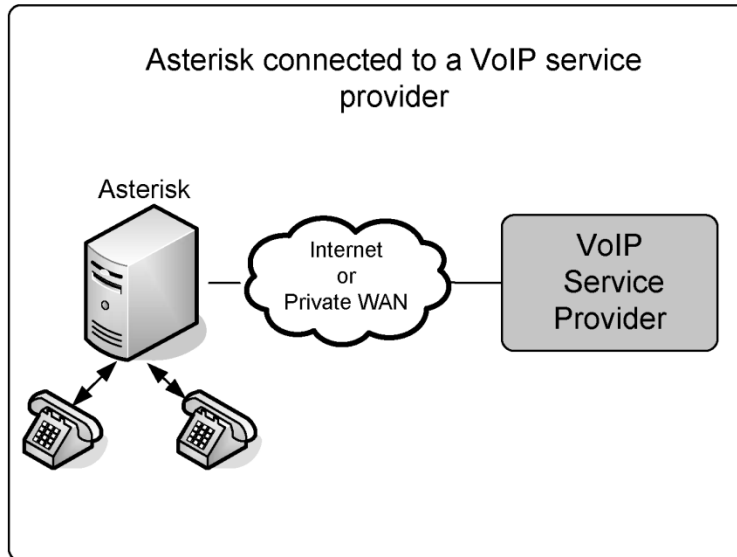 Asterisk connected to a VoIP service
provider
Asterisk
Internet
or
Private WAN
VoIP
Service
Provider